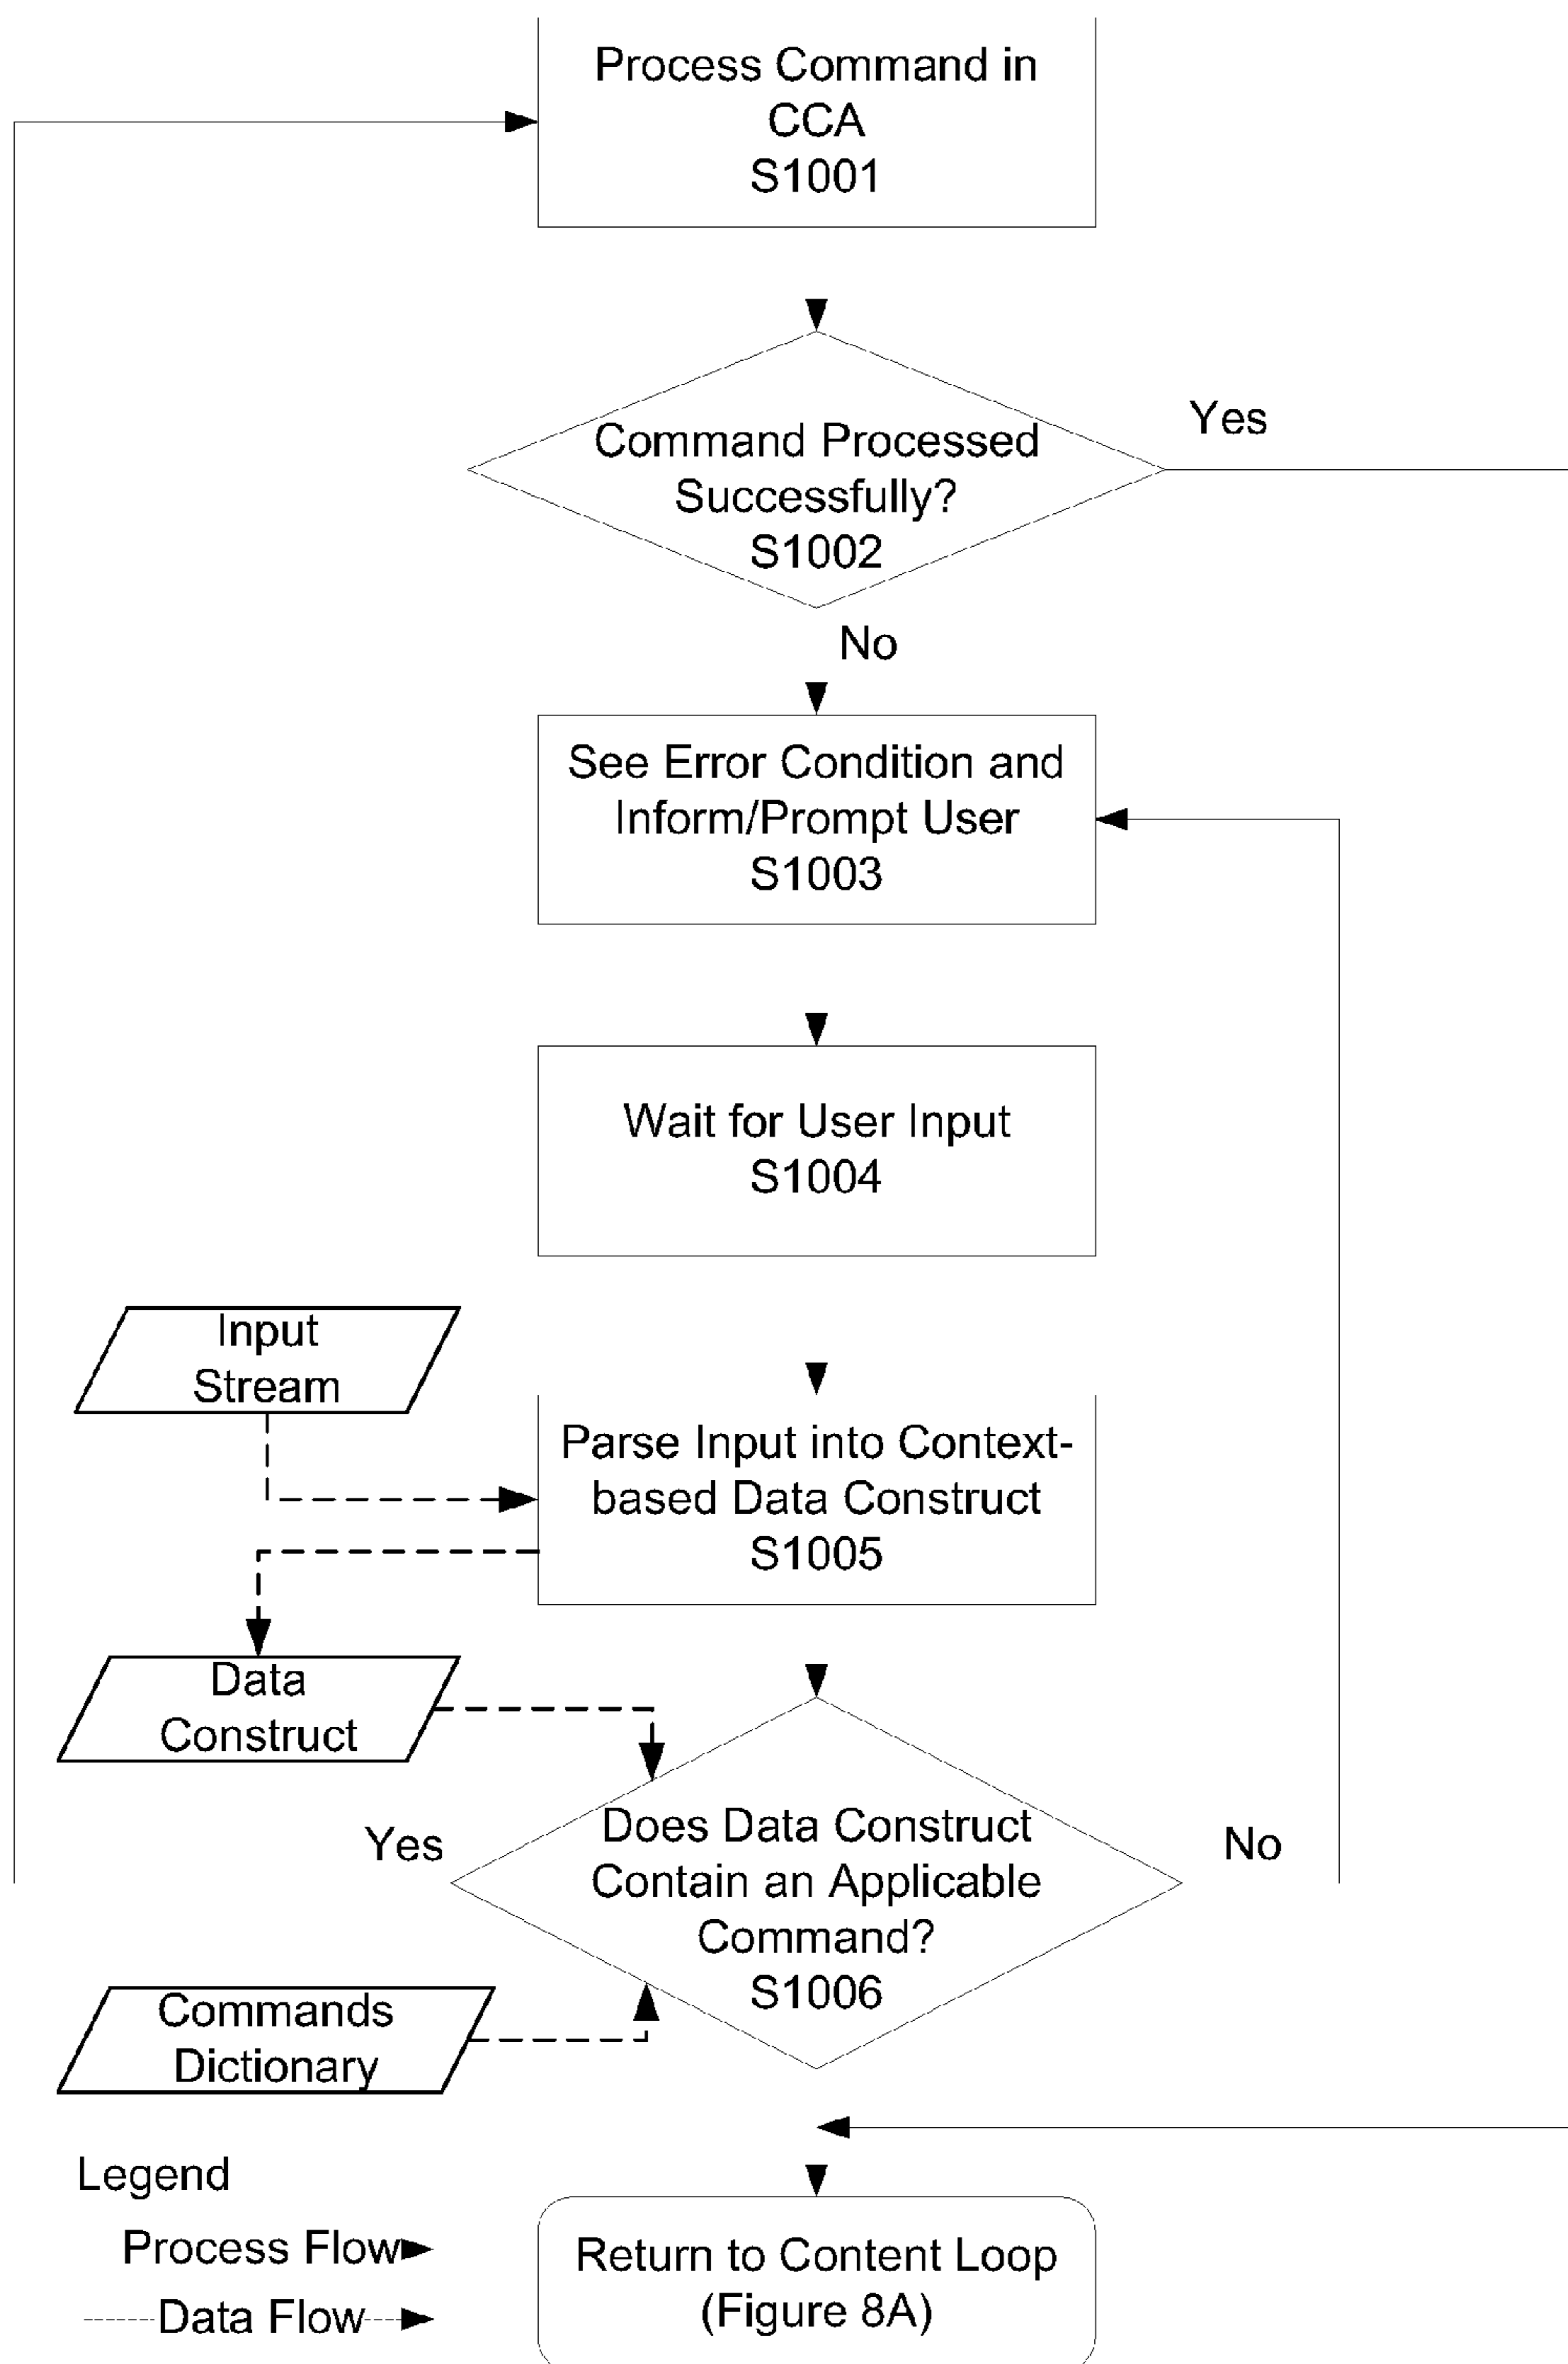 Process Command in
CCA
S1001
Command Processed
Successfully?
S1002
Yes
No
See Error Condition and
Inform/Prompt User
S1003
Wait for User Input
S1004
Input
Stream
Parse Input into Context-
based Data Construct
S1005
Data
Construct
Yes
Does Data Construct
Contain an Applicable
Command?
S1006
No
Commands
Dictionary
Legend
Process Flow
Data Flow
Return to Content Loop
(Figure 8A)